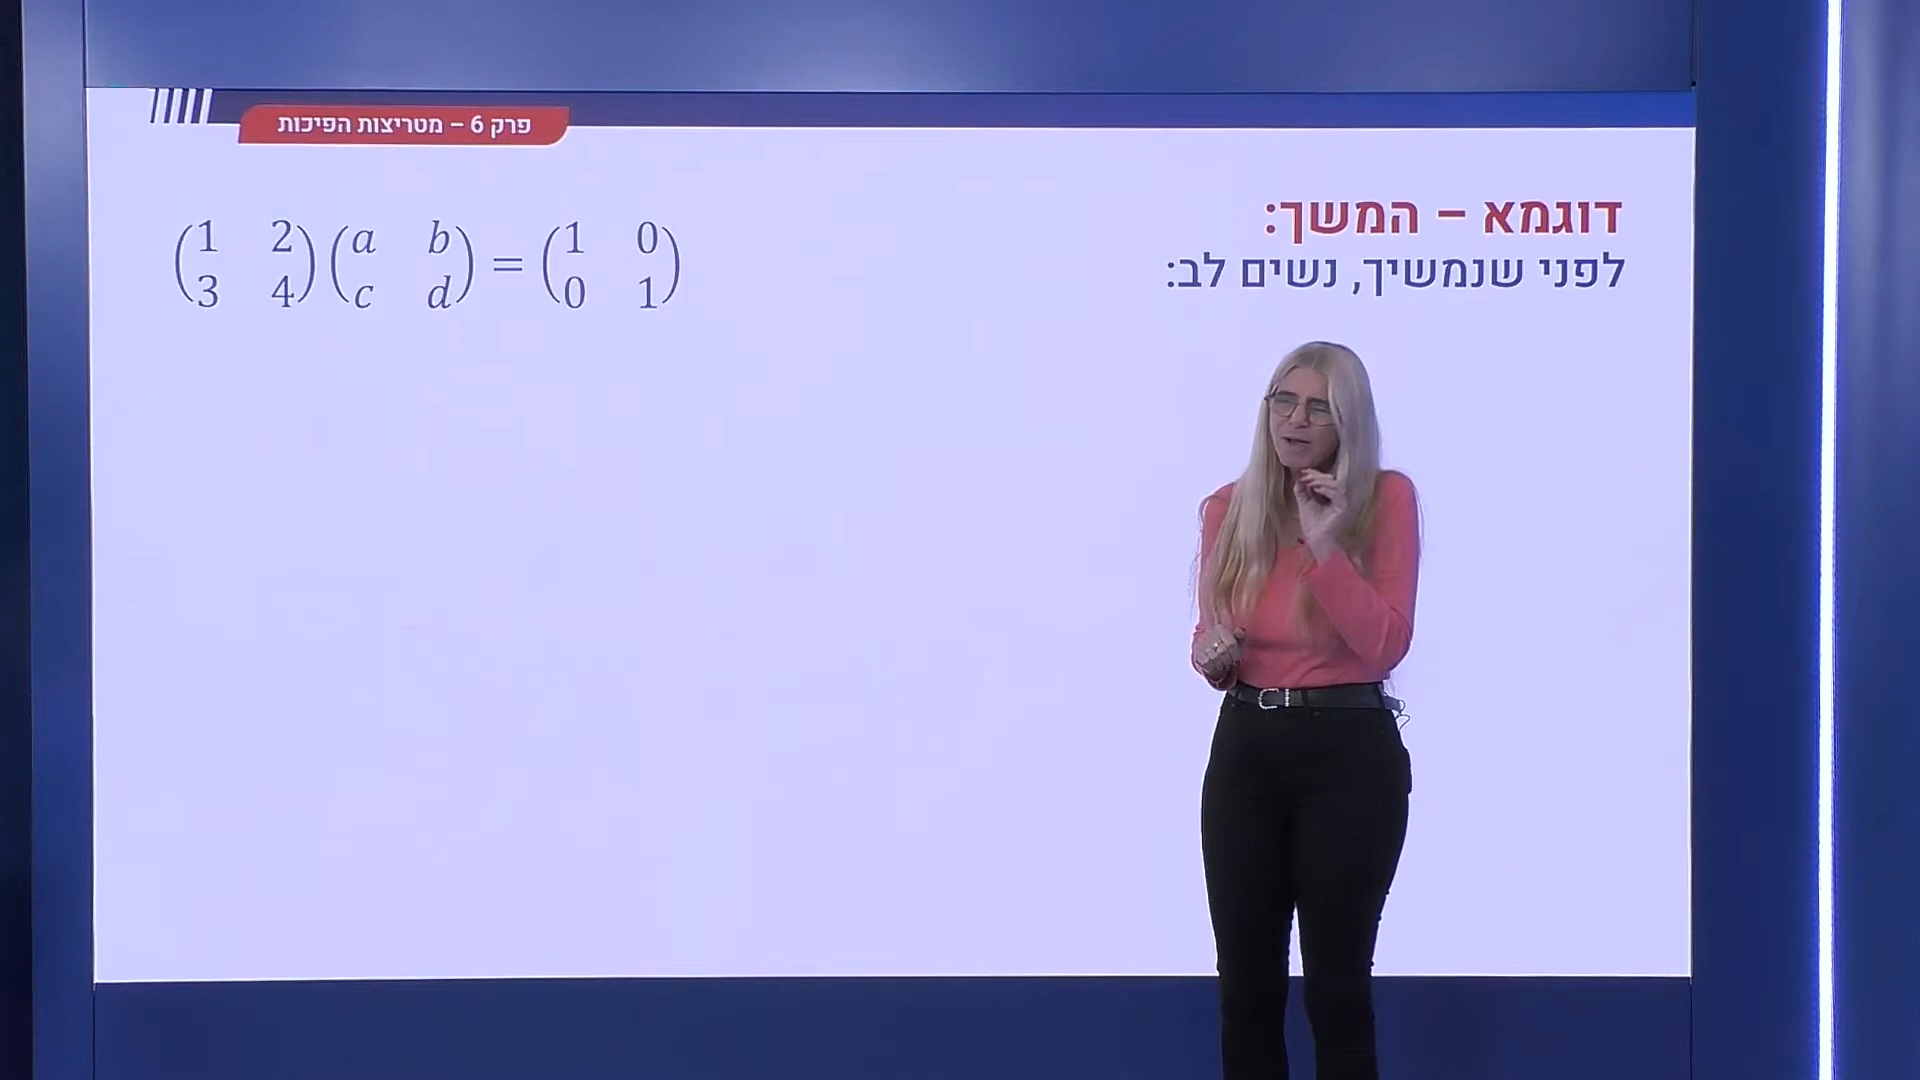 פרק 6 – מטריצות הפיכות
דוגמא – המשך:
לפני שנמשיך, נשים לב:
(1 2) (a b) = (1 0)
(3 4) (c d) (0 1)